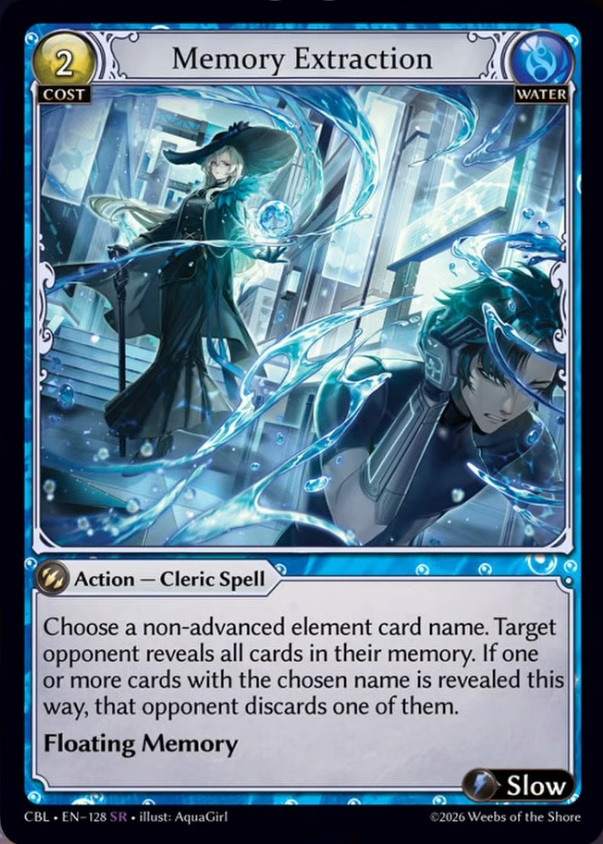 2
Memory Extraction
COST
WATER
Action — Cleric Spell
Choose a non-advanced element card name. Target
opponent reveals all cards in their memory. If one
or more cards with the chosen name is revealed this
way, that opponent discards one of them.
Floating Memory
Slow
CBL • EN–128 SR • illust: AquaGirl
©2026 Weebs of the Shore